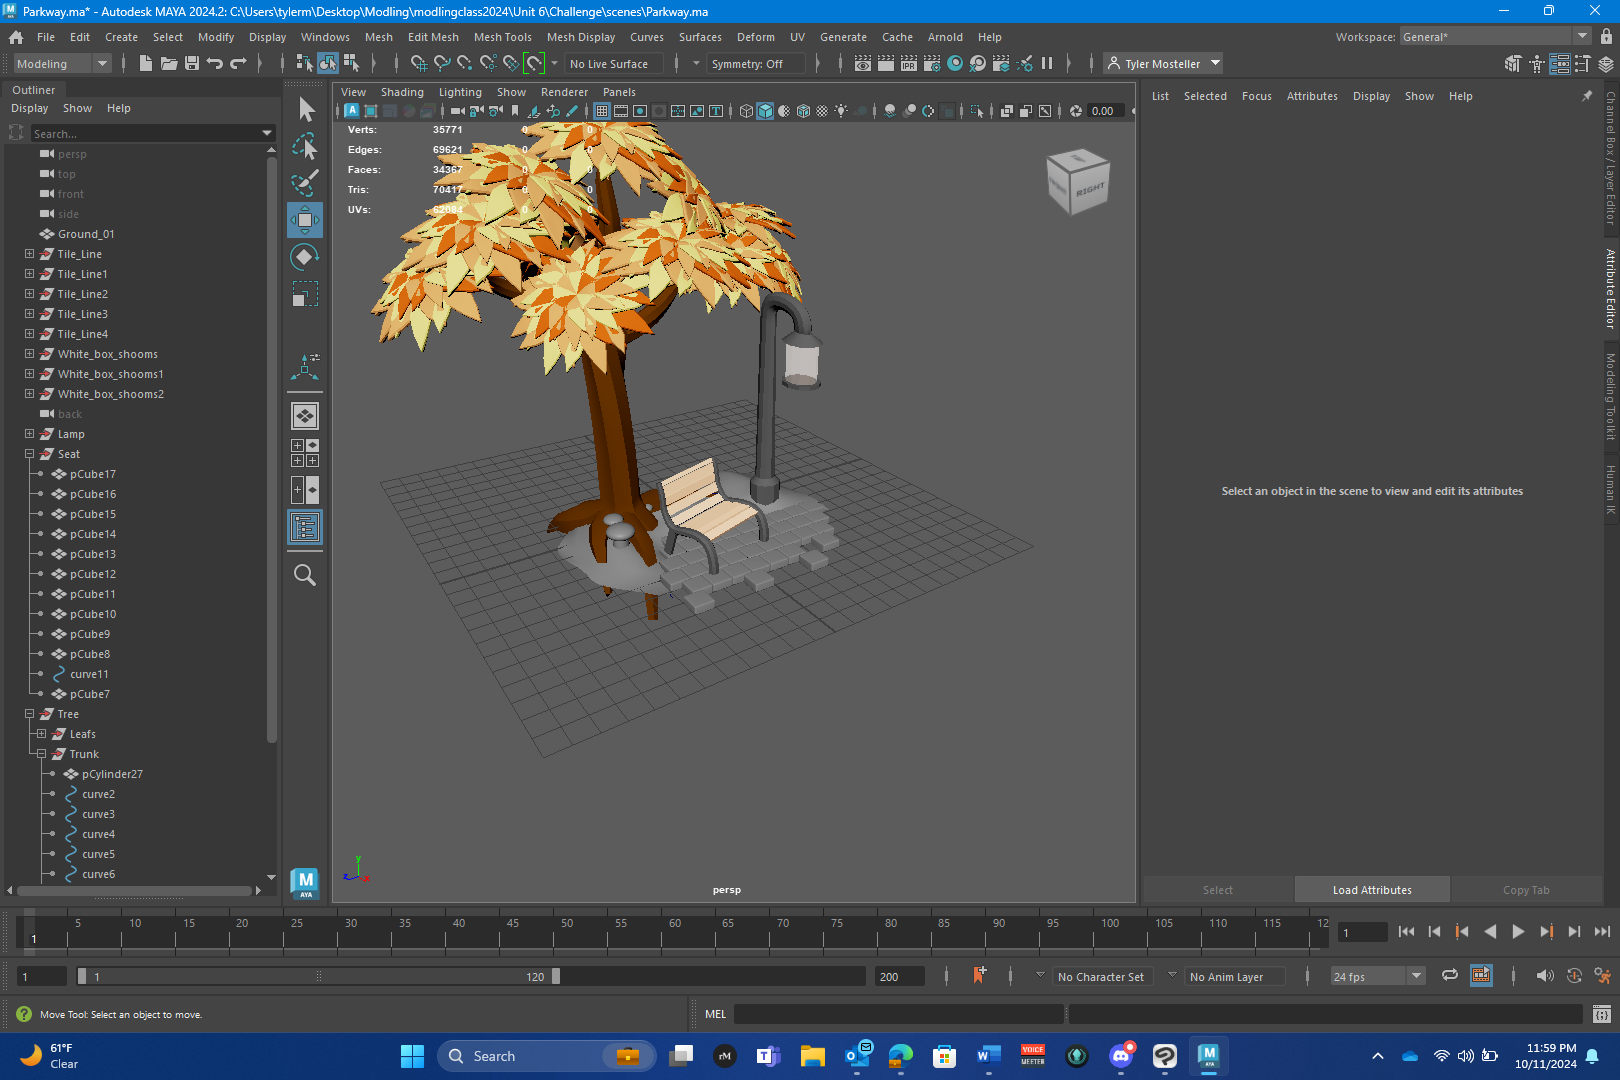 Parkway.ma* - Autodesk MAYA 2024.2: C:\Users\tylerm\Desktop\Modling\modlingclass2024\Unit 6\Challenge\scenes\Parkway.ma
File Edit Create Select Modify Display Windows Mesh Edit Mesh Mesh Tools Mesh Display Curves Surfaces Deform UV Generate Cache Arnold Help
Workspace: General*
Modeling
No Live Surface
Symmetry: Off
IPR
Tyler Mosteller
Outliner
Display Show Help
Search...
persp
top
front
side
Ground_01
Tile_Line
Tile_Line1
Tile_Line2
Tile_Line3
Tile_Line4
White_box_shooms
White_box_shooms1
White_box_shooms2
back
Lamp
Seat
pCube17
pCube16
pCube15
pCube14
pCube13
pCube12
pCube11
pCube10
pCube9
pCube8
curve11
pCube7
Tree
Leafs
Trunk
pCylinder27
curve2
curve3
curve4
curve5
curve6
View Shading Lighting Show Renderer Panels
0.00
Verts: 35771 0 0
Edges: 69621 0 0
Faces: 34367 0 0
Tris: 70417 0 0
UVs: 62084 0 0
RIGHT
y
z
x
persp
M
AYA
List Selected Focus Attributes Display Show Help
Select an object in the scene to view and edit its attributes
Select Load Attributes Copy Tab
Channel Box / Layer Editor
Attribute Editor
Modeling Toolkit
Human IK
5 10 15 20 25 30 35 40 45 50 55 60 65 70 75 80 85 90 95 100 105 110 115 12
1
1
1
1
120
200
No Character Set
No Anim Layer
24 fps
Move Tool: Select an object to move.
MEL
61°F
Clear
Search
rM
VOICE
MEETER
M
AYA
11:59 PM
10/11/2024